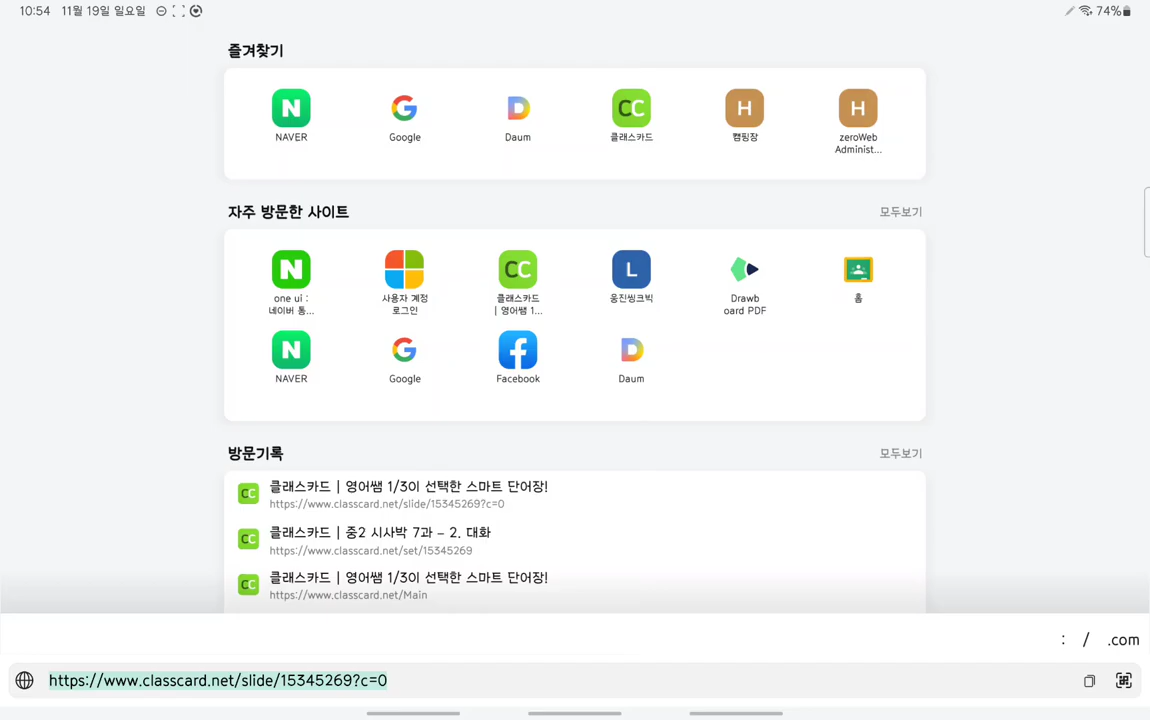 10:54 11월 19일 일요일
74%
즐겨찾기
N
NAVER
G
Google
D
Daum
CC
클래스카드
H
캠핑장
H
zeroWeb
Administ...
자주 방문한 사이트
모두보기
N
one ui :
네이버 통...
사용자 계정
로그인
CC
클래스카드
| 영어쌤 1...
L
웅진씽크빅
Drawb
oard PDF
홈
N
NAVER
G
Google
f
Facebook
D
Daum
방문기록
모두보기
CC
클래스카드 | 영어쌤 1/3이 선택한 스마트 단어장!
https://www.classcard.net/slide/15345269?c=0
CC
클래스카드 | 중2 시사박 7과 – 2. 대화
https://www.classcard.net/set/15345269
CC
클래스카드 | 영어쌤 1/3이 선택한 스마트 단어장!
https://www.classcard.net/Main
: / .com
https://www.classcard.net/slide/15345269?c=0